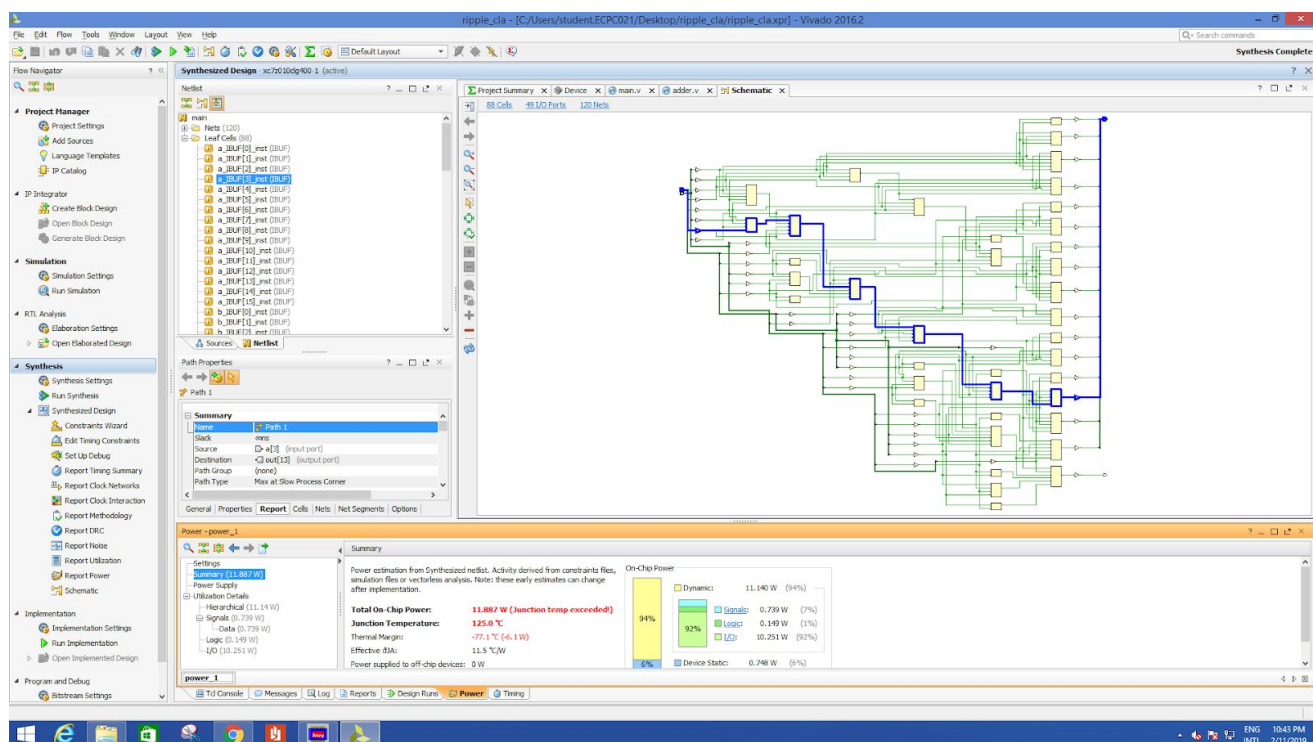 ripple_cla - [C:/Users/student.ECPC021/Desktop/ripple_cla/ripple_cla.xpr] - Vivado 2016.2
File Edit Flow Tools Window Layout View Help
Q- Search commands
Default Layout
Synthesis Complete
Flow Navigator
Project Manager
Project Settings
Add Sources
Language Templates
IP Catalog
IP Integrator
Create Block Design
Open Block Design
Generate Block Design
Simulation
Simulation Settings
Run Simulation
RTL Analysis
Elaboration Settings
Open Elaborated Design
Synthesis
Synthesis Settings
Run Synthesis
Synthesized Design
Constraints Wizard
Edit Timing Constraints
Set Up Debug
Report Timing Summary
Report Clock Networks
Report Clock Interaction
Report Methodology
Report DRC
Report Noise
Report Utilization
Report Power
Schematic
Implementation
Implementation Settings
Run Implementation
Open Implemented Design
Program and Debug
Bitstream Settings
Synthesized Design - xc7z010clg400-1 (active)
Netlist
main
Nets (120)
Leaf Cells (88)
a_IBUF[0]_inst (IBUF)
a_IBUF[1]_inst (IBUF)
a_IBUF[2]_inst (IBUF)
a_IBUF[3]_inst (IBUF)
a_IBUF[4]_inst (IBUF)
a_IBUF[5]_inst (IBUF)
a_IBUF[6]_inst (IBUF)
a_IBUF[7]_inst (IBUF)
a_IBUF[8]_inst (IBUF)
a_IBUF[9]_inst (IBUF)
a_IBUF[10]_inst (IBUF)
a_IBUF[11]_inst (IBUF)
a_IBUF[12]_inst (IBUF)
a_IBUF[13]_inst (IBUF)
a_IBUF[14]_inst (IBUF)
a_IBUF[15]_inst (IBUF)
b_IBUF[0]_inst (IBUF)
b_IBUF[1]_inst (IBUF)
b_IBUF[2]_inst (IBUF)
Sources Netlist
Path Properties
Path 1
Summary
Name Path 1
Slack ∞ns
Source a[3] (input port)
Destination out[13] (output port)
Path Group (none)
Path Type Max at Slow Process Corner
General Properties Report Cells Nets Net Segments Options
Project Summary Device main.v adder.v Schematic
88 Cells 49 I/O Ports 120 Nets
Power - power_1
Settings
Summary (11.887 W)
Power Supply
Utilization Details
Hierarchical (11.14 W)
Signals (0.739 W)
Data (0.739 W)
Logic (0.149 W)
I/O (10.251 W)
Summary
Power estimation from Synthesized netlist. Activity derived from constraints files,
simulation files or vectorless analysis. Note: these early estimates can change
after implementation.
Total On-Chip Power: 11.887 W (Junction temp exceeded!)
Junction Temperature: 125.0 °C
Thermal Margin: -77.1 °C (-6.1 W)
Effective θJA: 11.5 °C/W
Power supplied to off-chip devices: 0 W
On-Chip Power
94%
6%
92%
Dynamic: 11.140 W (94%)
Signals: 0.739 W (7%)
Logic: 0.149 W (1%)
I/O: 10.251 W (92%)
Device Static: 0.748 W (6%)
power_1
Tcl Console Messages Log Reports Design Runs Power Timing
ENG 10:43 PM
INTL 2/11/2019